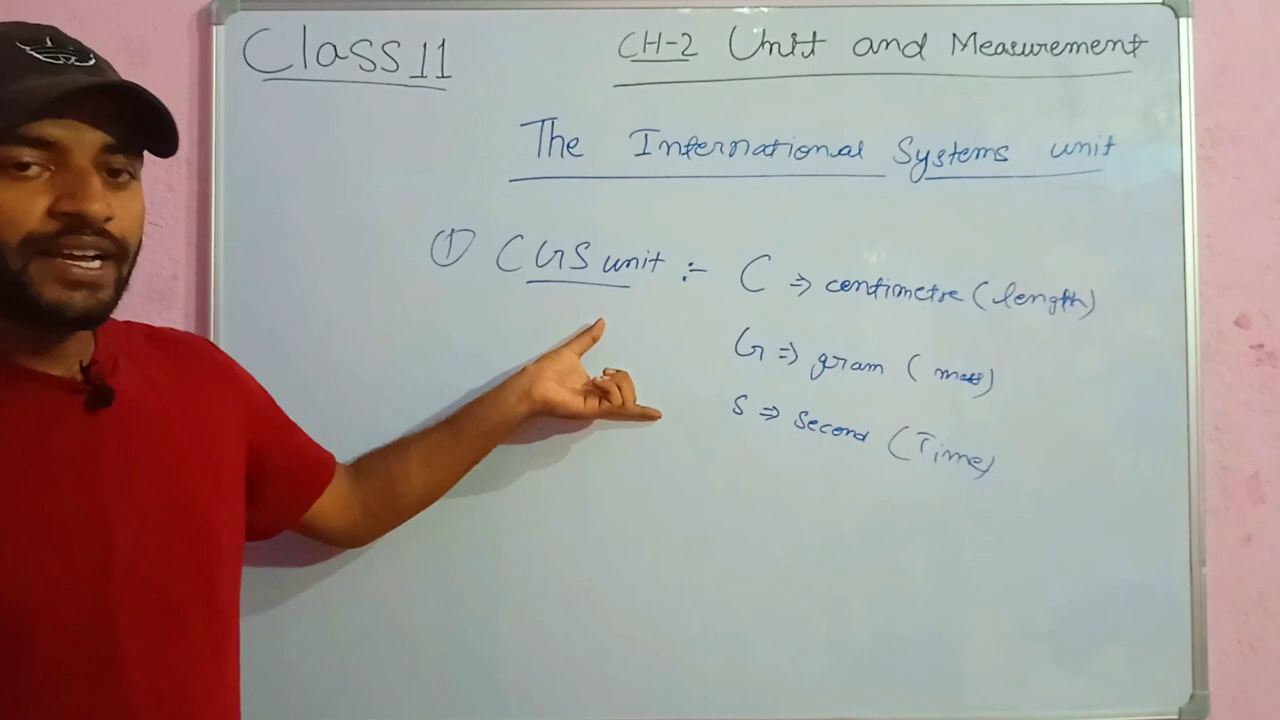 Class 11
CH-2 Unit and Measurement
The International Systems unit
① CGS unit :- C ⇒ centimetre (length)
G ⇒ gram (mass)
S ⇒ Second (Time)